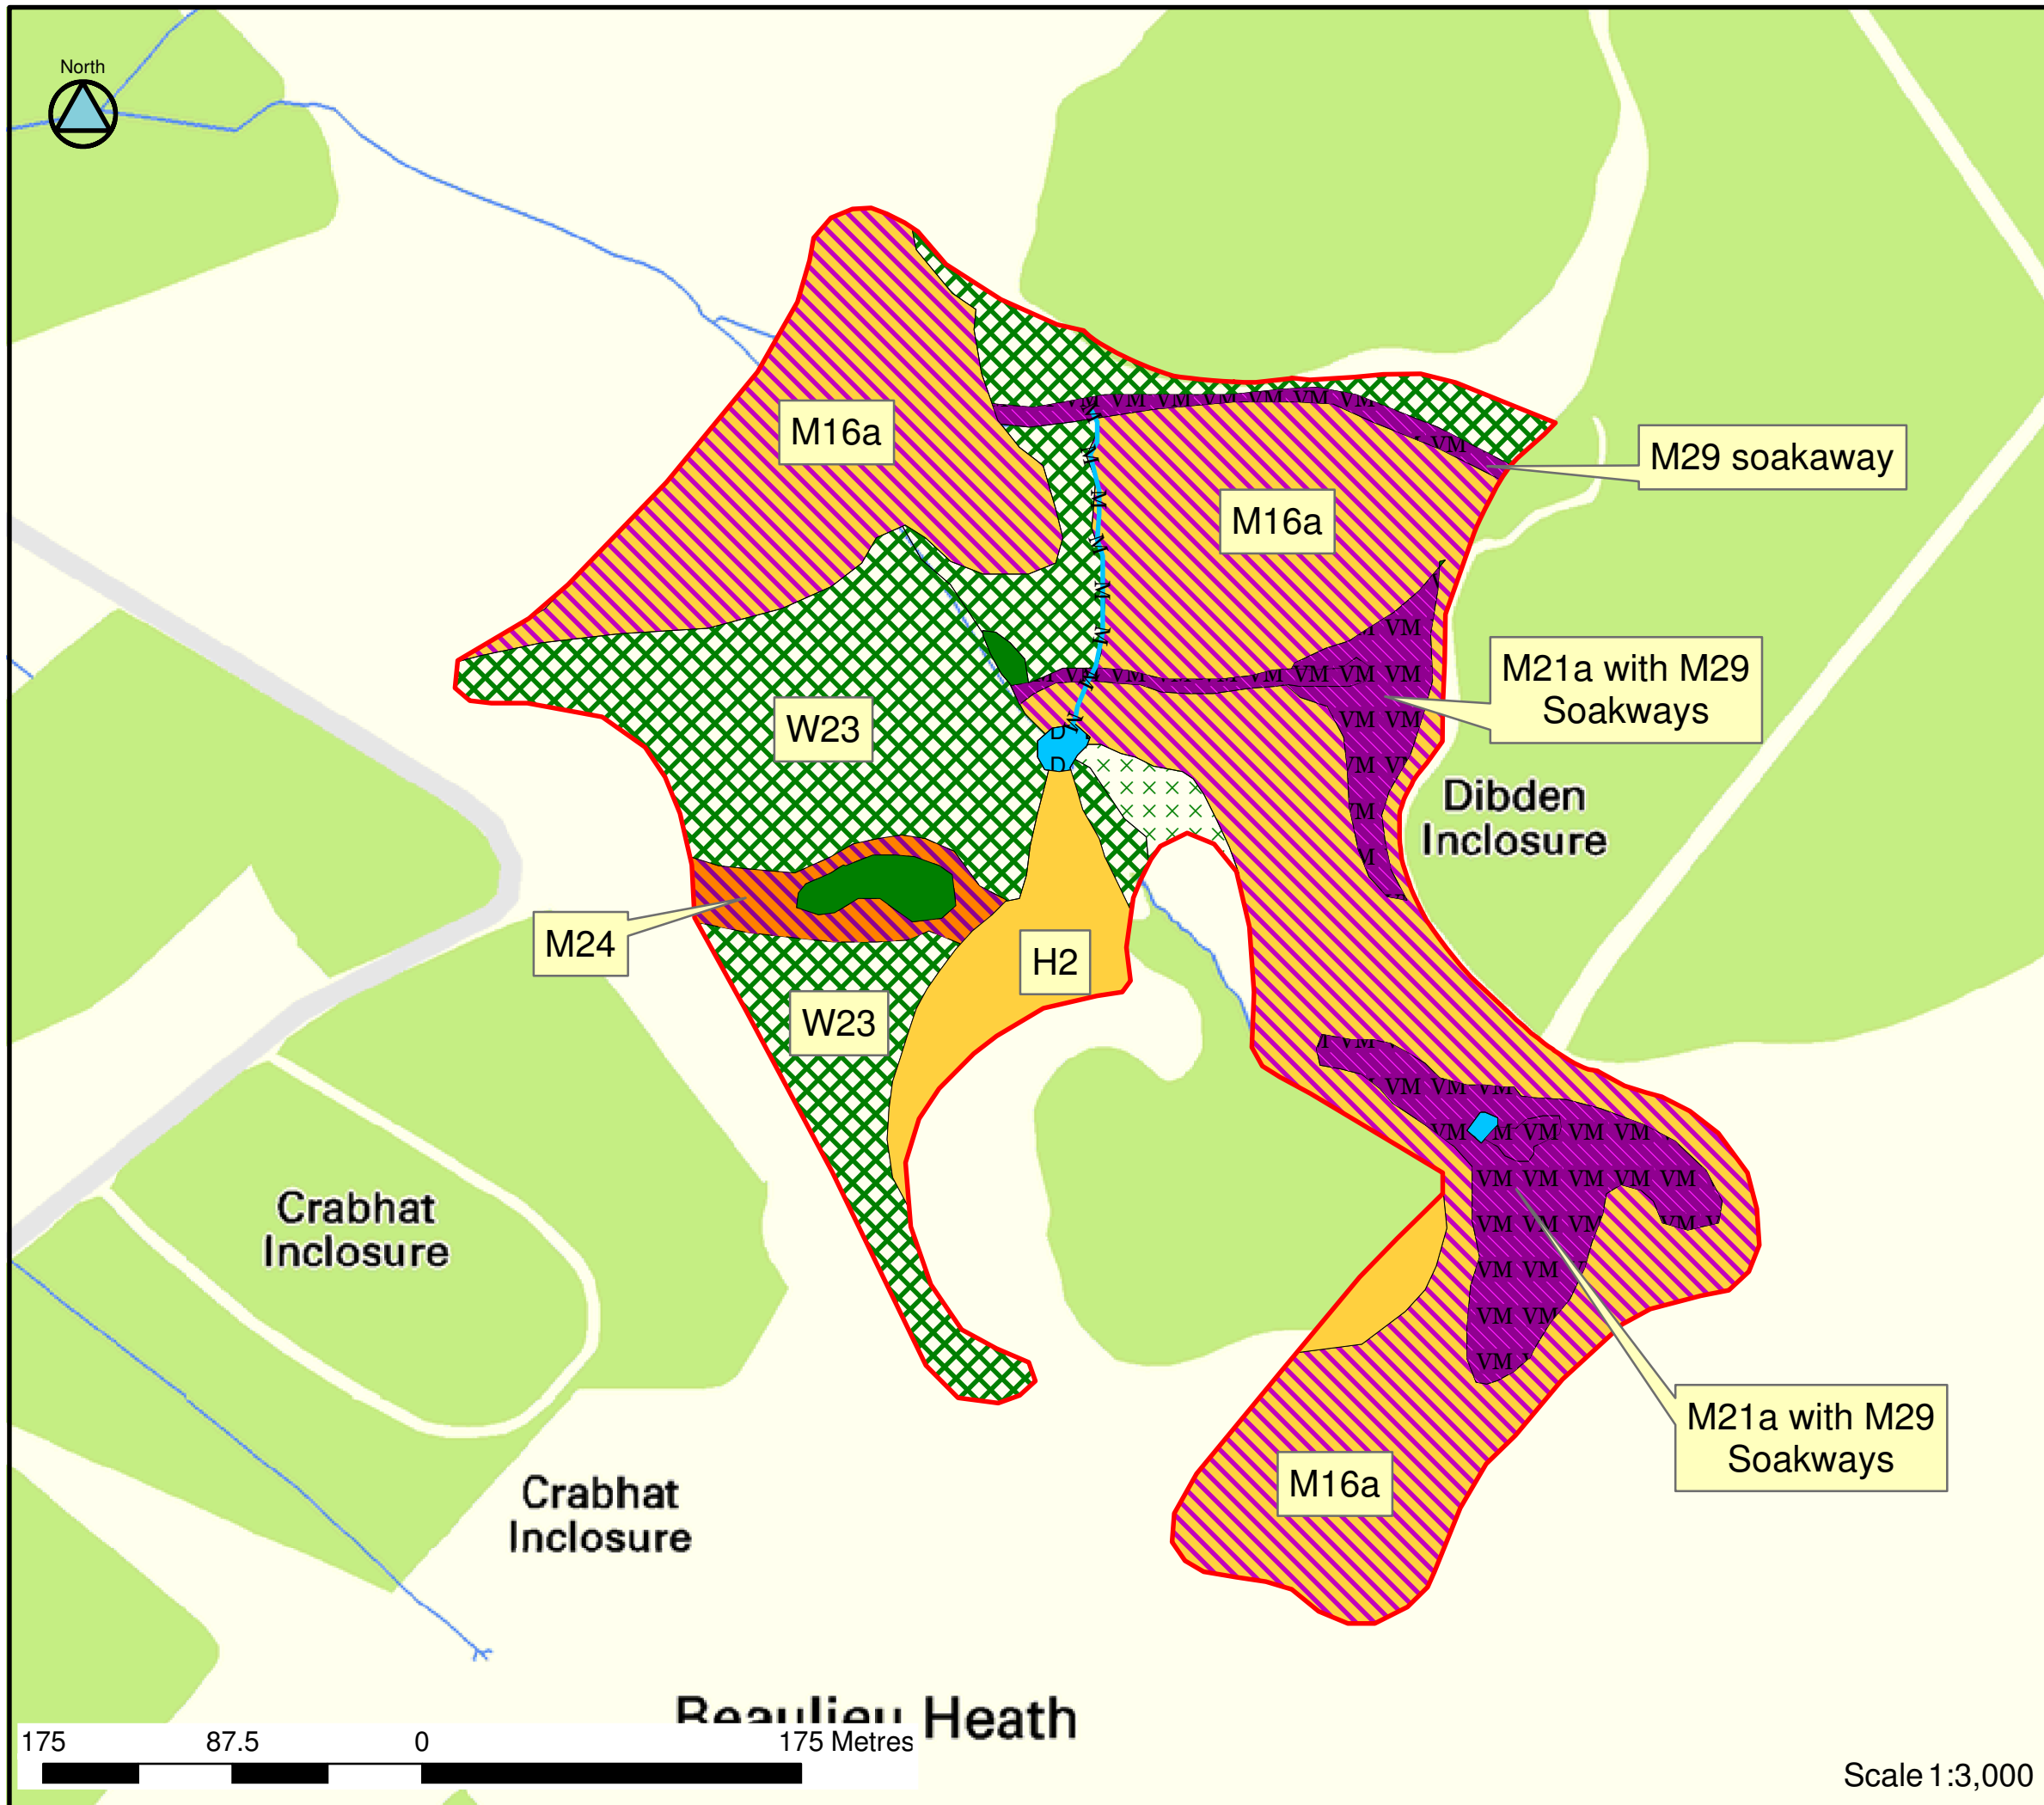 North
M16a
M29 soakaway
M16a
M21a with M29
Soakways
W23
D
D
Dibden
Inclosure
M24
H2
W23
Crabhat
Inclosure
M21a with M29
Soakways
M16a
Crabhat
Inclosure
Beaulieu Heath
175 87.5 0 175 Metres
Scale 1:3,000